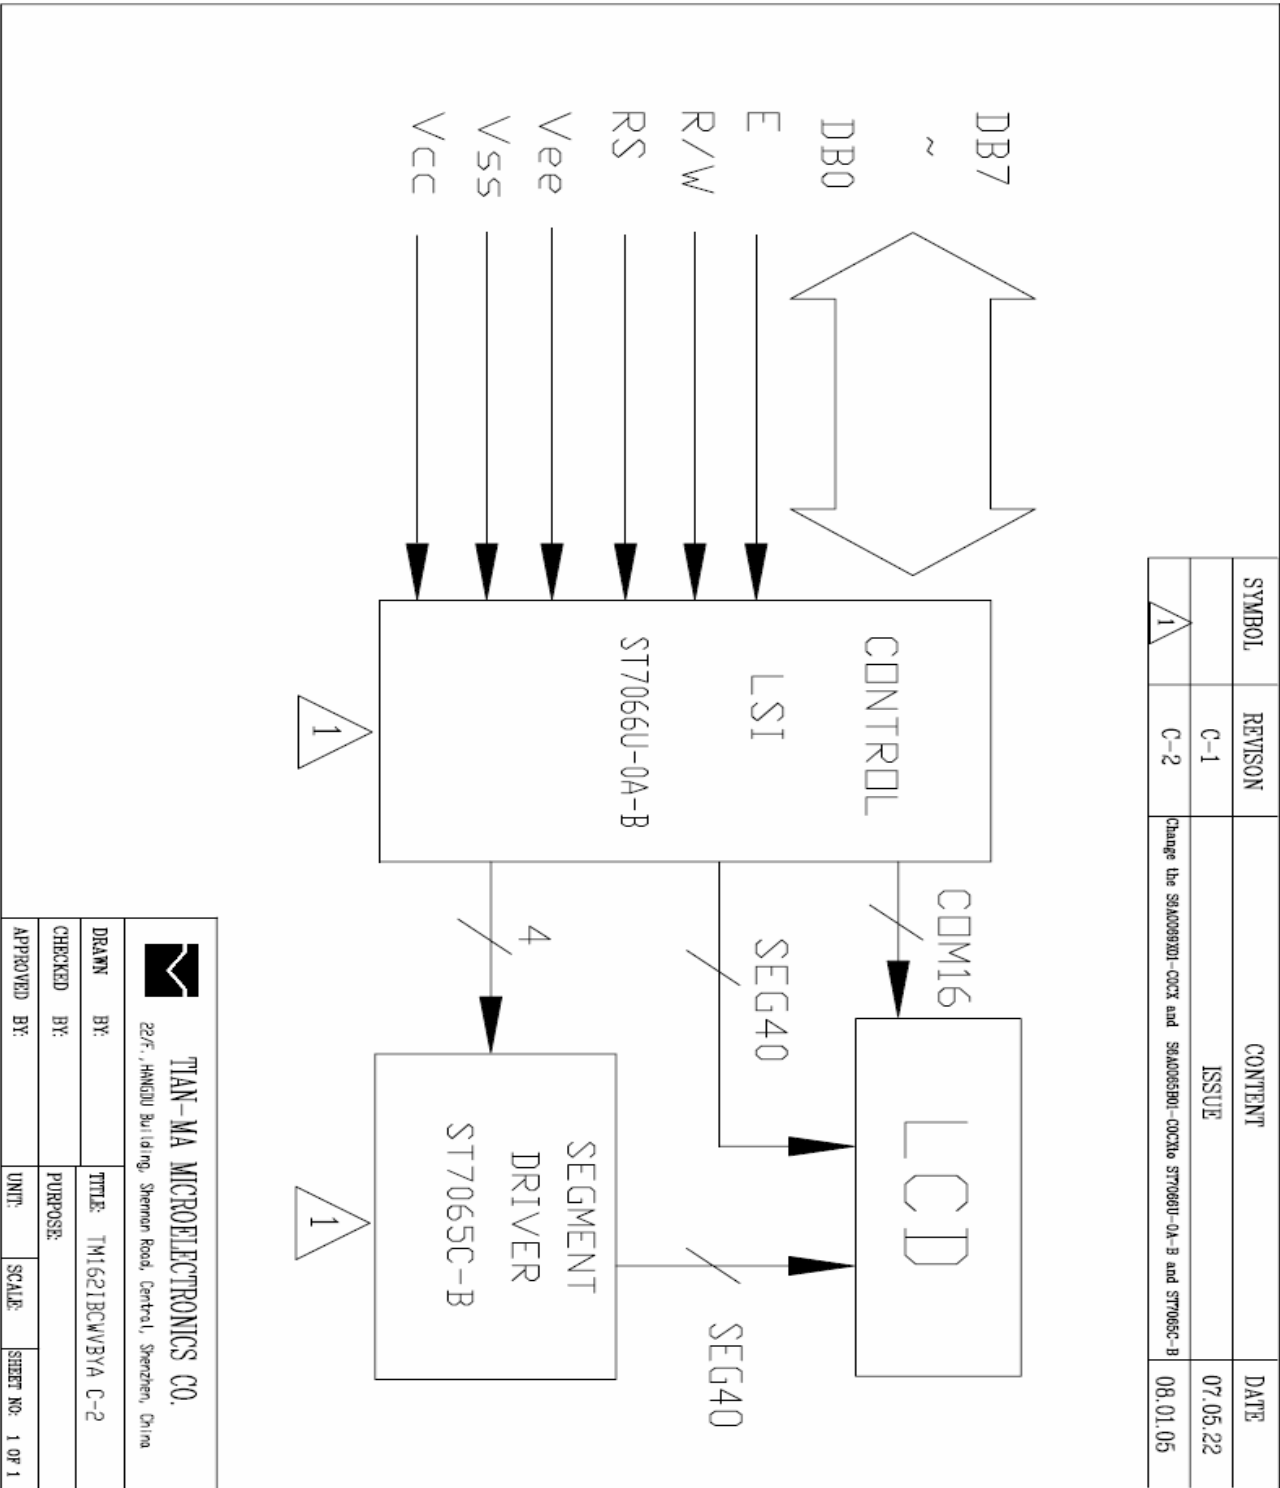 SYMBOL REVISON CONTENT DATE
C-1 ISSUE 07.05.22
1 C-2 Change the S6A0069X01-C0CX and S6A0065B01-C0CXto ST7066U-0A-B and ST7065C-B 08.01.05
DB7
~
DB0
E
R/W
RS
Vee
Vss
Vcc
CONTROL
LSI
ST7066U-0A-B
1
COM16
SEG40
4
LCD
SEGMENT
DRIVER
ST7065C-B
1
SEG40
TIAN-MA MICROELECTRONICS CO.
22/F., HANGDU Building, Shennan Road, Central, Shenzhen, China
DRAWN BY: TITLE: TM162IBCWVBYA C-2
CHECKED BY: PURPOSE:
APPROVED BY: UNIT: SCALE: SHEET NO: 1 OF 1